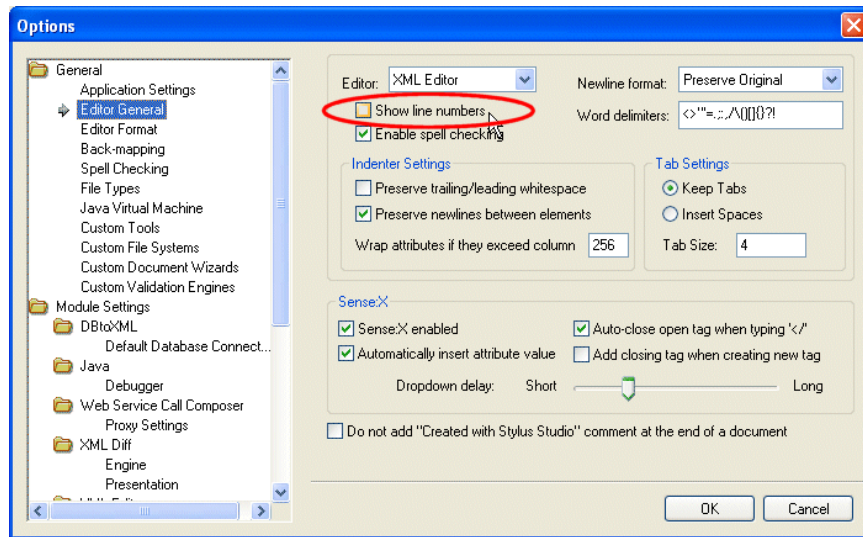 Options
General
Application Settings
Editor General
Editor Format
Back-mapping
Spell Checking
File Types
Java Virtual Machine
Custom Tools
Custom File Systems
Custom Document Wizards
Custom Validation Engines
Module Settings
DBtoXML
Default Database Connect...
Java
Debugger
Web Service Call Composer
Proxy Settings
XML Diff
Engine
Presentation
Editor: XML Editor
Newline format: Preserve Original
Show line numbers
Word delimiters: <>'"=.;:,/\()[]{}?!
Enable spell checking
Indenter Settings
Preserve trailing/leading whitespace
Preserve newlines between elements
Wrap attributes if they exceed column 256
Tab Settings
Keep Tabs
Insert Spaces
Tab Size: 4
Sense:X
Sense:X enabled
Auto-close open tag when typing '</'
Automatically insert attribute value
Add closing tag when creating new tag
Dropdown delay: Short Long
Do not add "Created with Stylus Studio" comment at the end of a document
OK Cancel